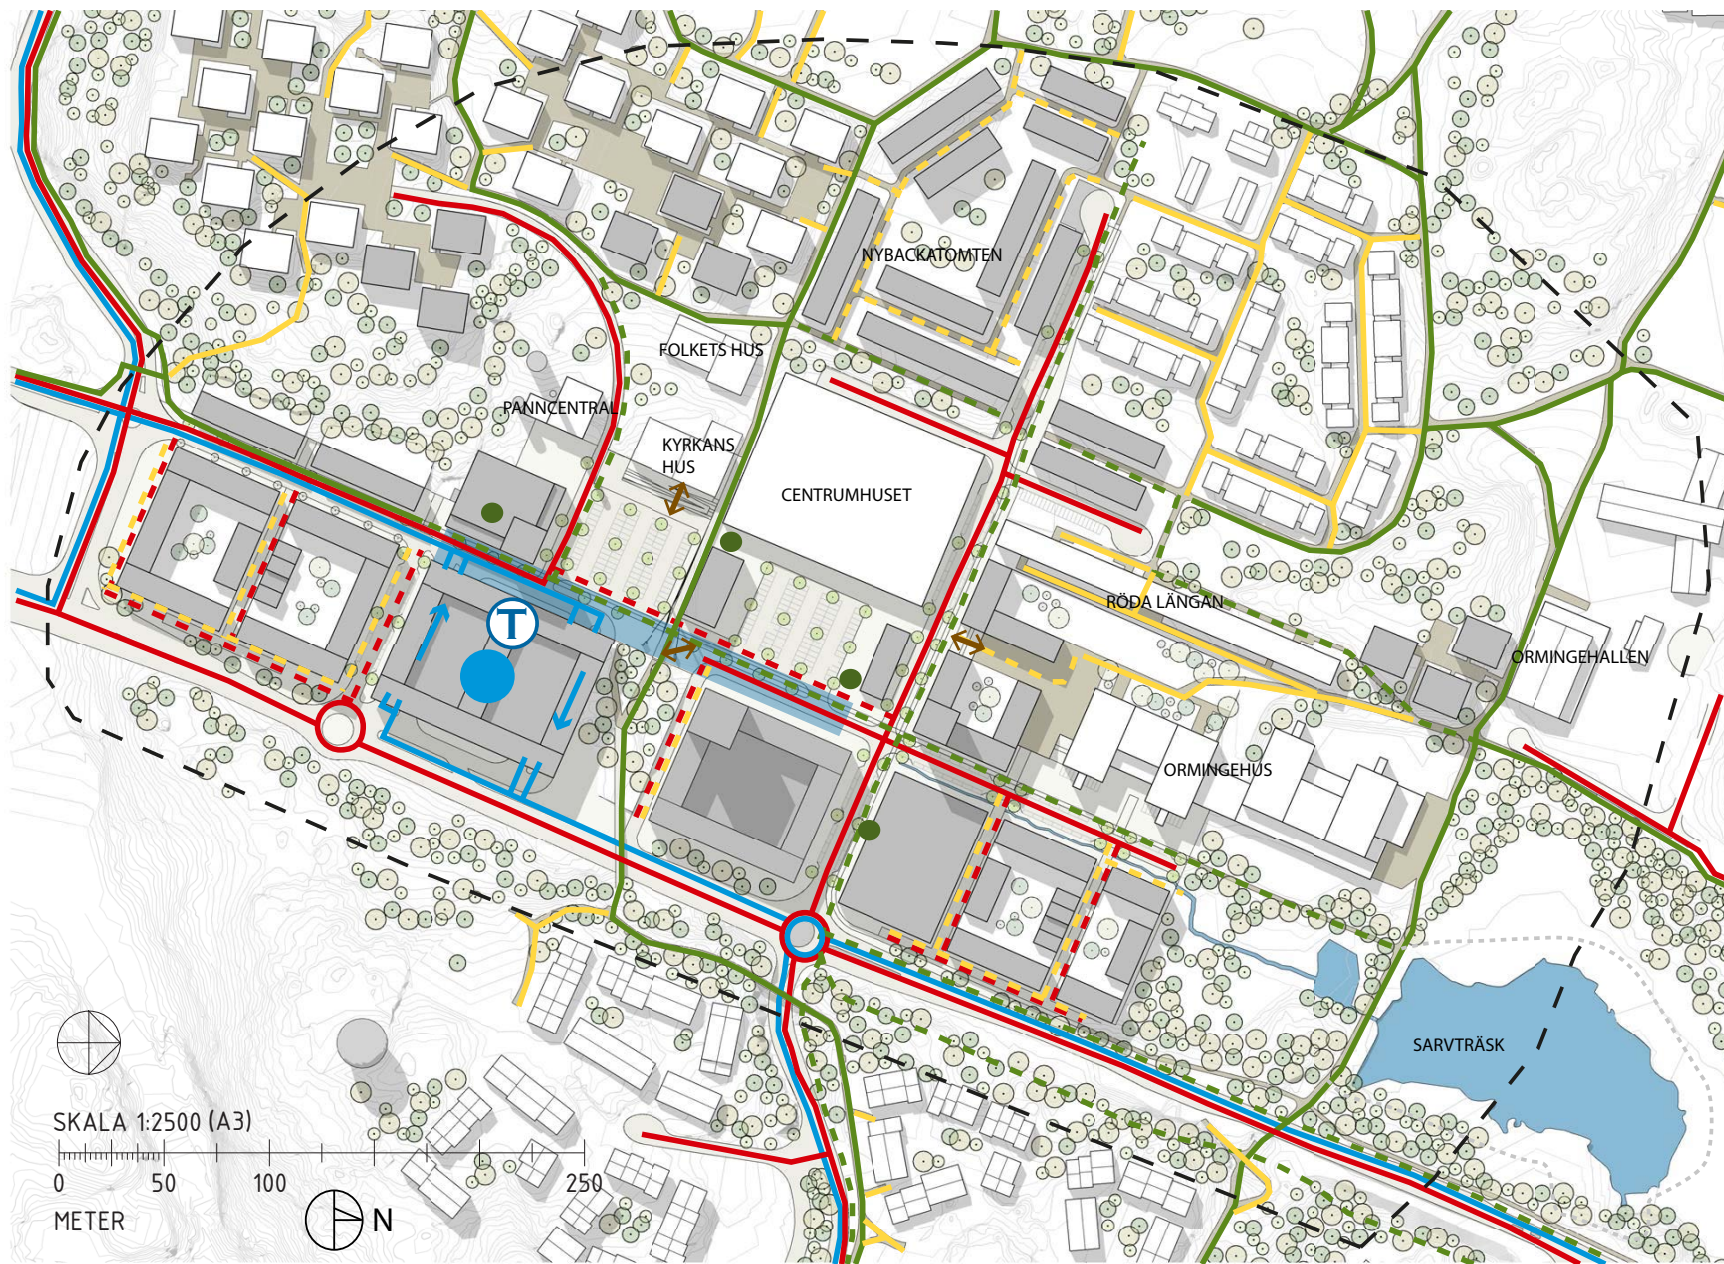 NYBACKATOMTEN
FOLKETS HUS
PANNCENTRAL
KYRKANS
HUS
CENTRUMHUSET
T
RÖDA LÄNGAN
ORMINGEHALLEN
ORMINGEHUS
SARVTRÄSK
SKALA 1:2500 (A3)
0 50 100 250
METER
N